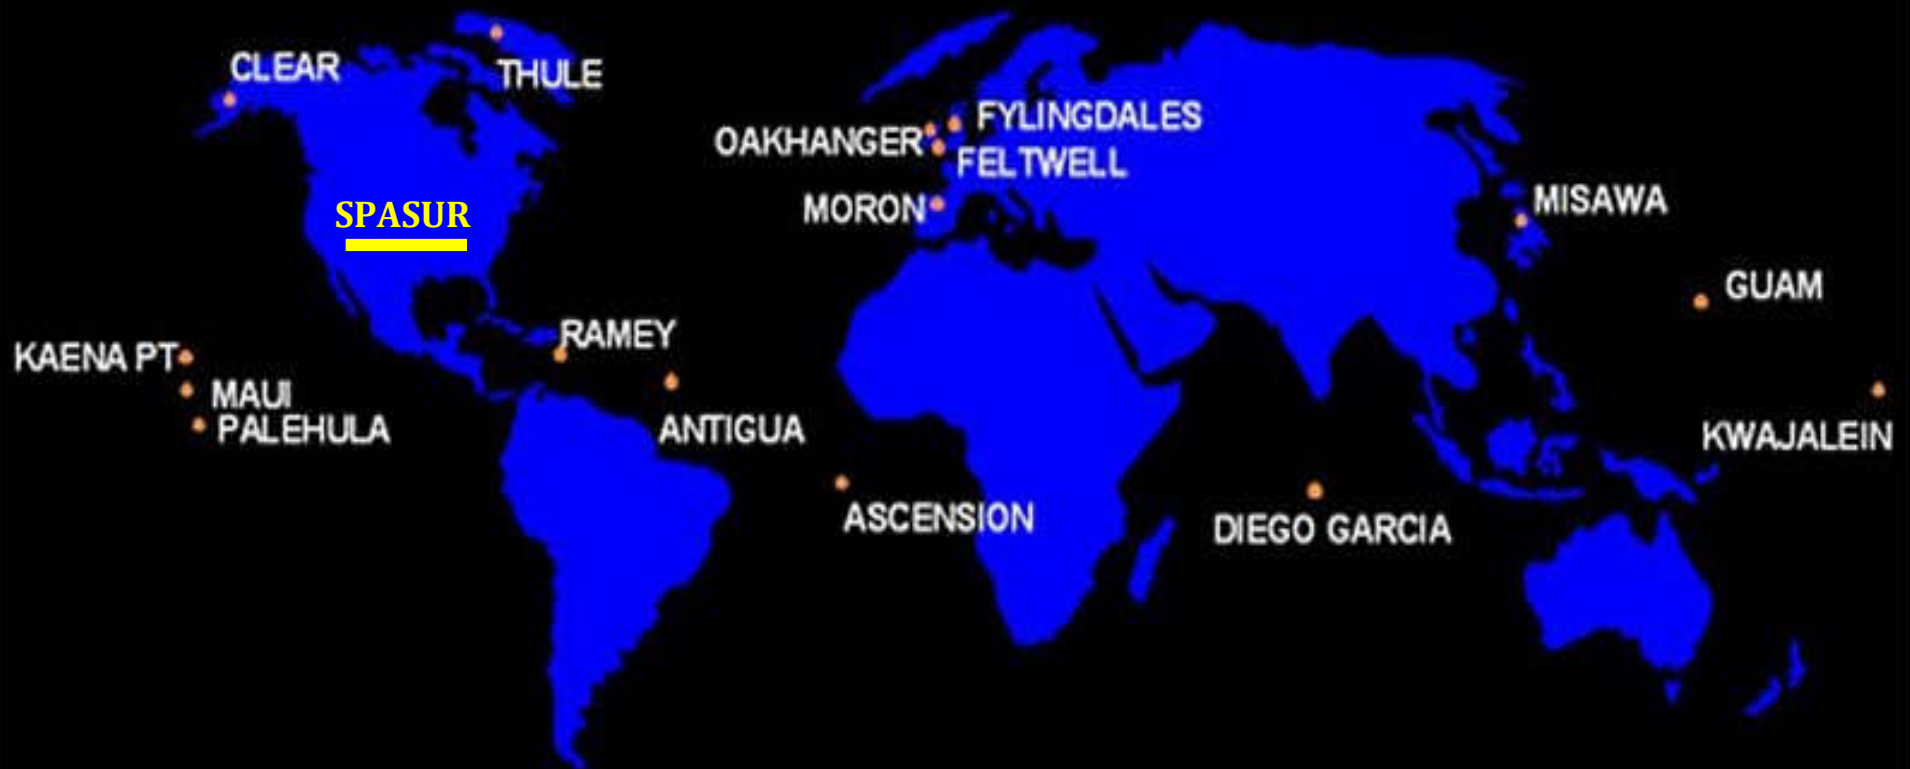 CLEAR
THULE
FYLINGDALES
OAKHANGER
FELTWELL
MORON
MISAWA
SPASUR
GUAM
RAMEY
KAENA PT
MAUI
PALEHULA
ANTIGUA
KWAJALEIN
ASCENSION
DIEGO GARCIA